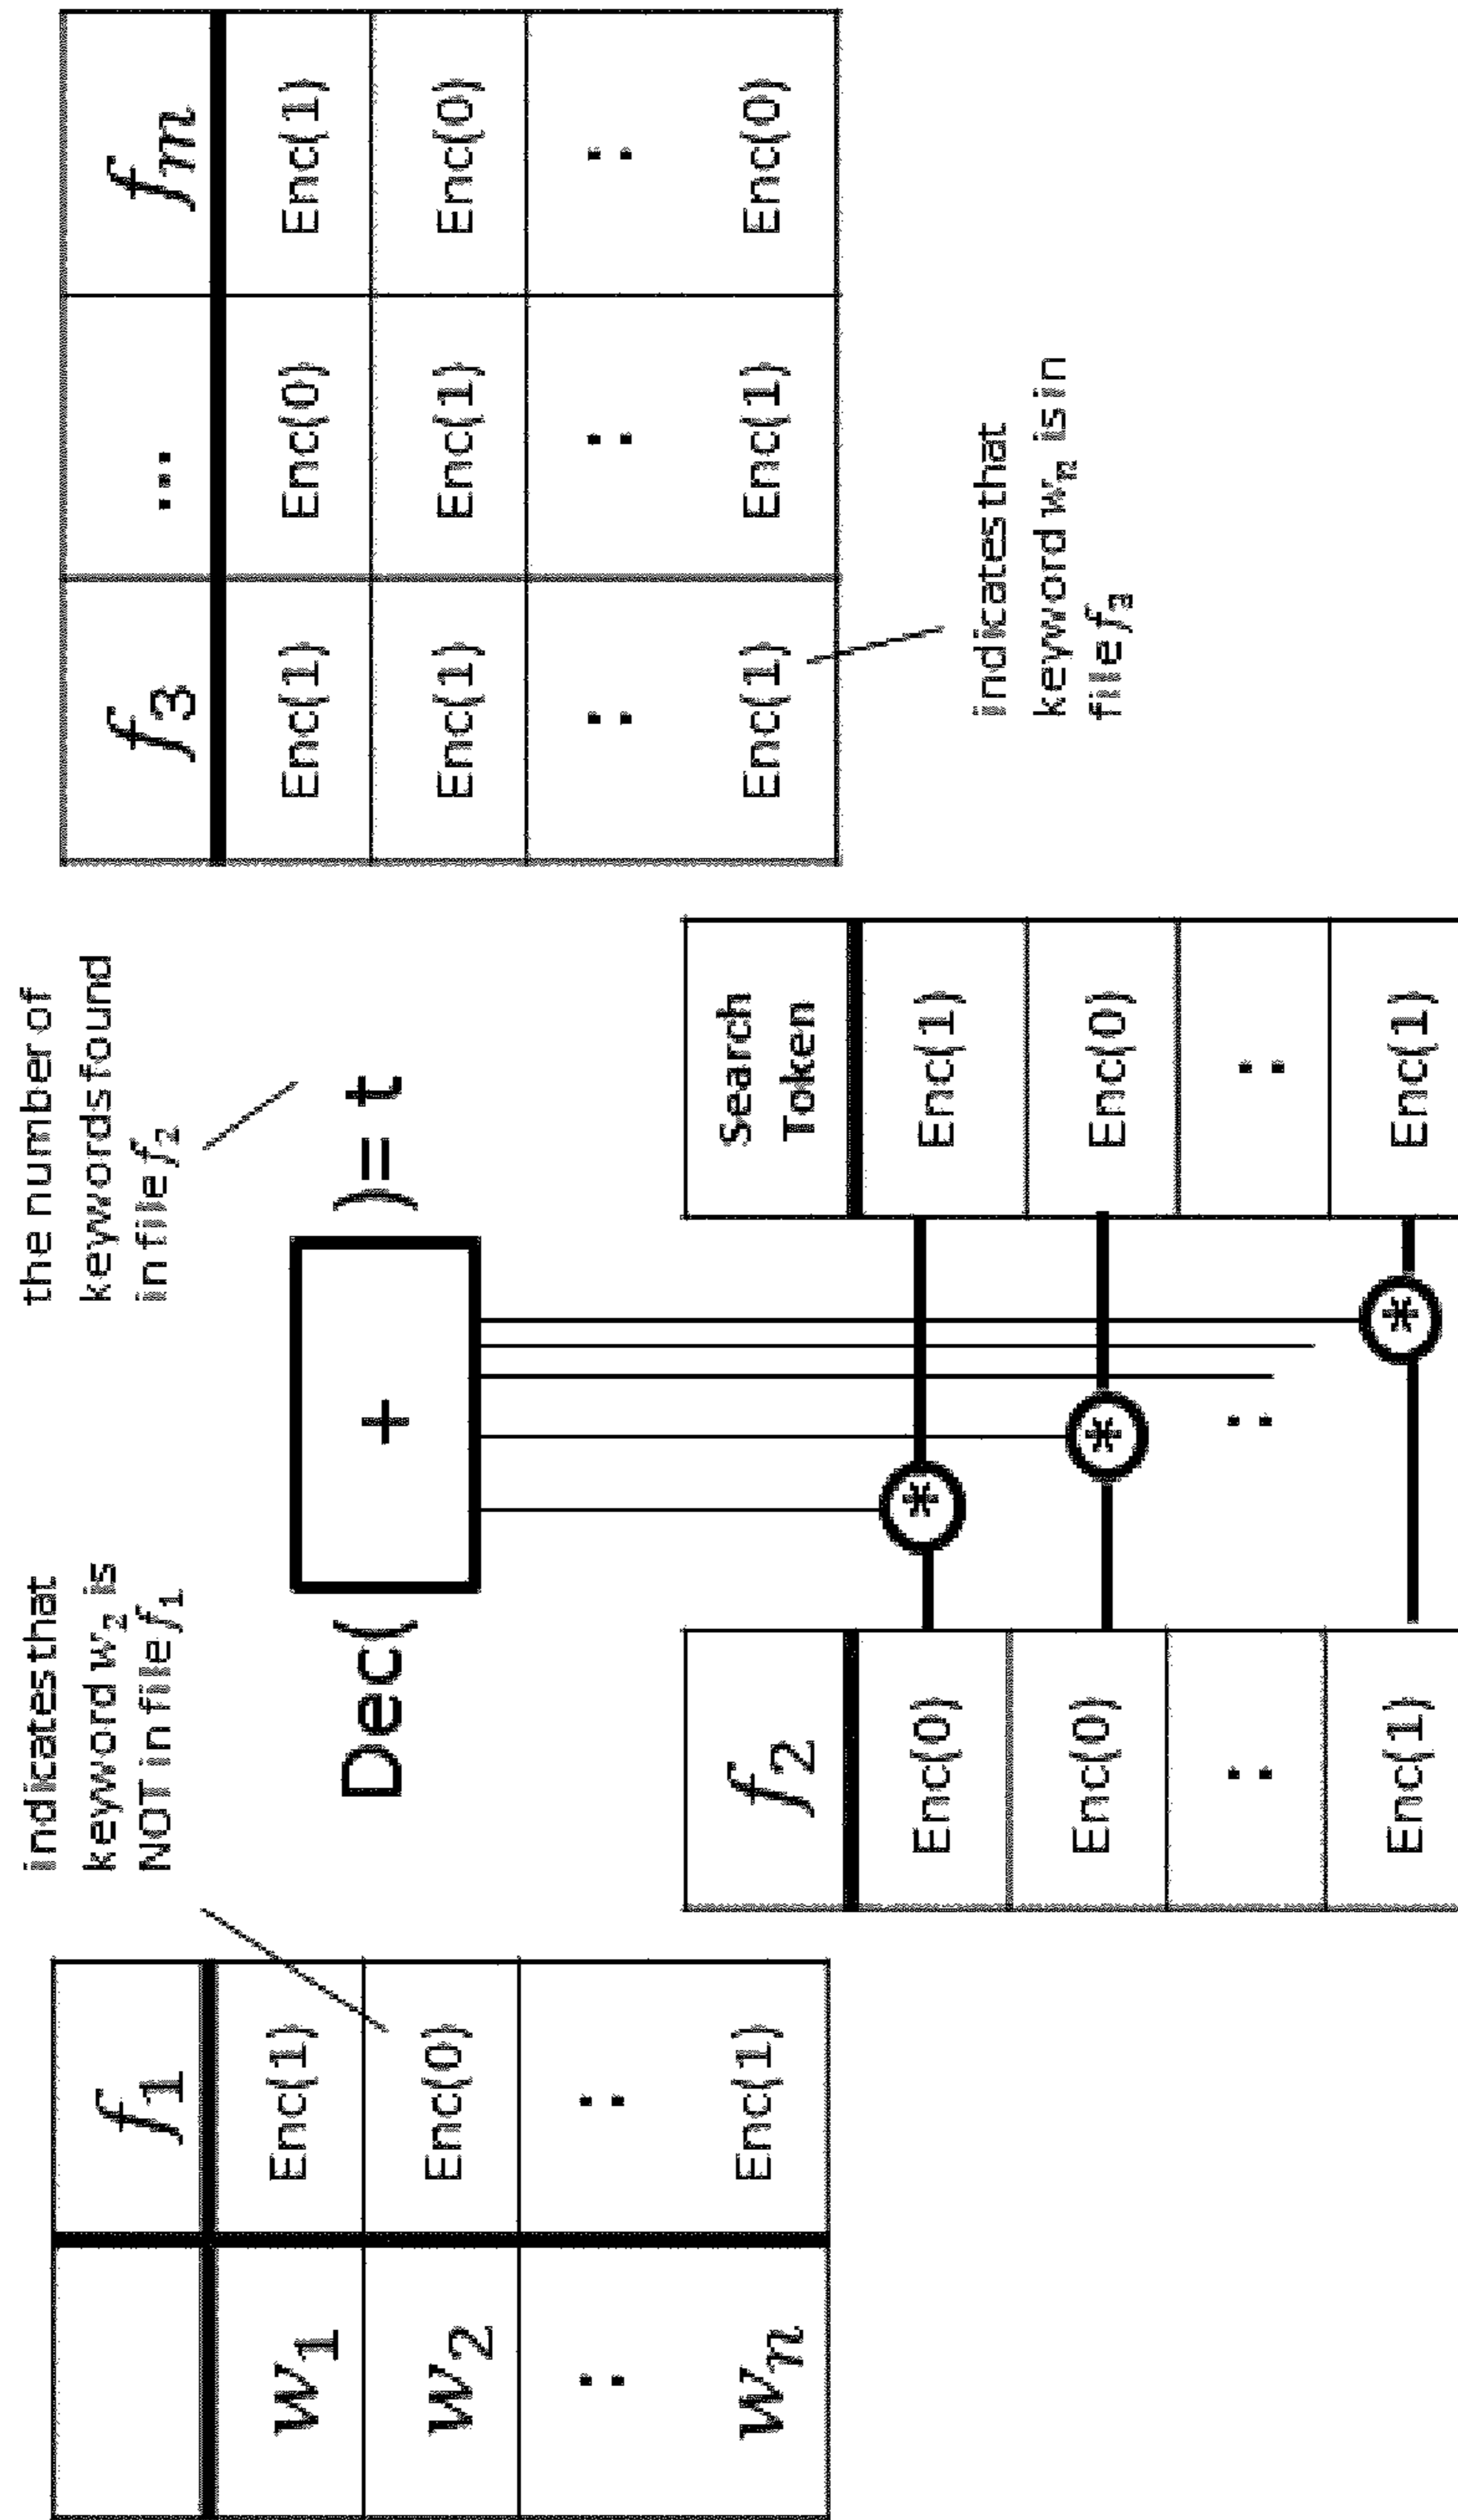 f1
w1 Enc(1)
w2 Enc(0)
: :
wn Enc(1)
indicates that
keyword w2 is
NOT in file f1
the number of
keywords found
in file f2
Dec( + )= t
f2
Enc(0)
Enc(0)
:
Enc(1)
*
*
:
*
Search
Token
Enc(1)
Enc(0)
:
Enc(1)
f3 ... fm
Enc(1) Enc(0) Enc(1)
Enc(1) Enc(1) Enc(0)
: : :
Enc(1) Enc(1) Enc(0)
indicates that
keyword wn is in
file f3